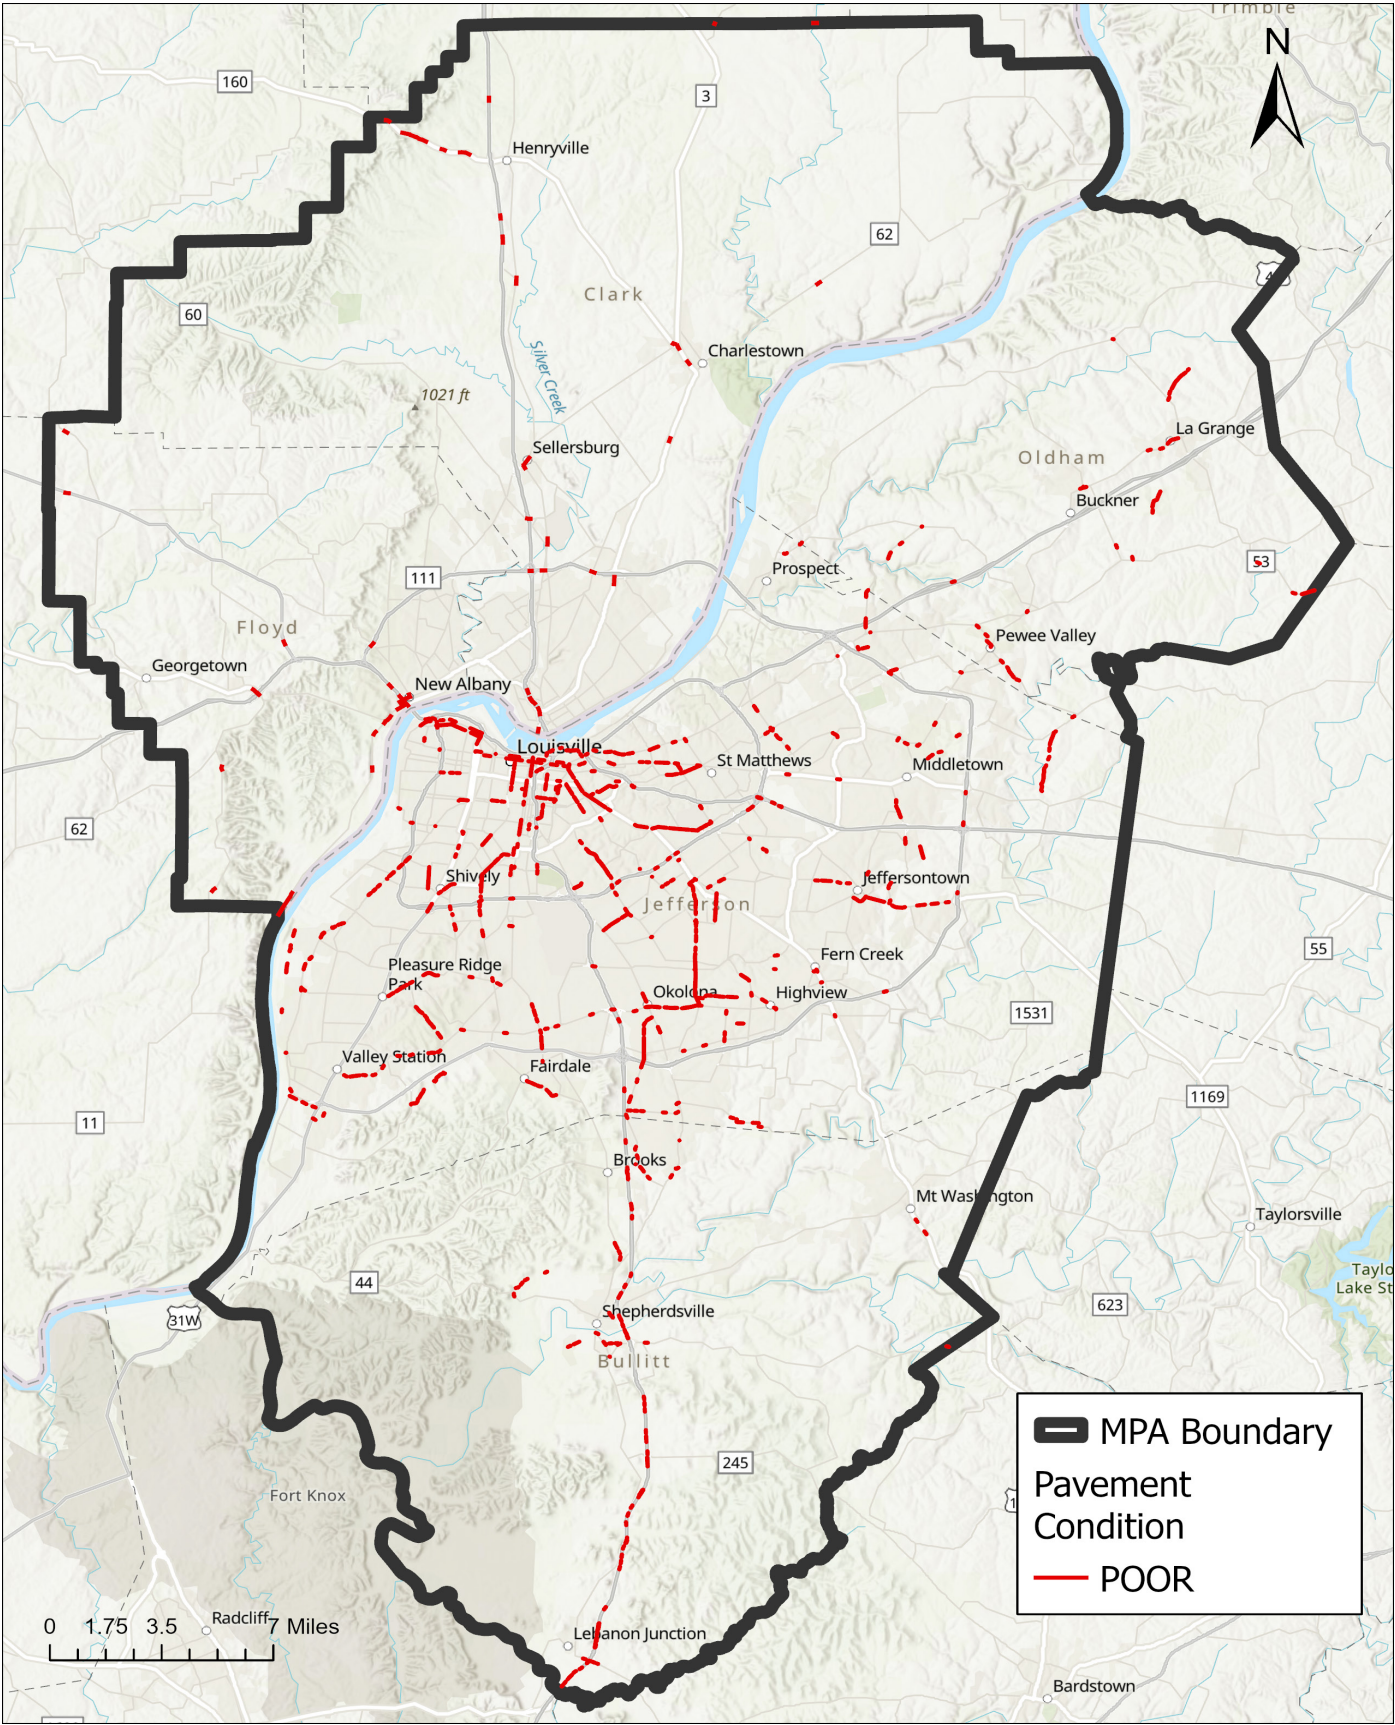 Trimble
N
160
3
Henryville
62
60
Clark
Charlestown
Silver Creek
1021 ft
La Grange
Sellersburg
Oldham
Buckner
53
Prospect
111
Floyd
Pewee Valley
Georgetown
New Albany
Louisville
St Matthews
Middletown
62
Shively
Jeffersontown
Jefferson
55
Fern Creek
Pleasure Ridge
Park
Okolona
Highview
1531
Valley Station
Fairdale
1169
11
Brooks
Mt Washington
Taylorsville
44
Taylo
Lake St
623
31W
Shepherdsville
Bullitt
MPA Boundary
245
Pavement
Condition
Fort Knox
POOR
0 1.75 3.5 7 Miles
Radcliff
Lebanon Junction
Bardstown